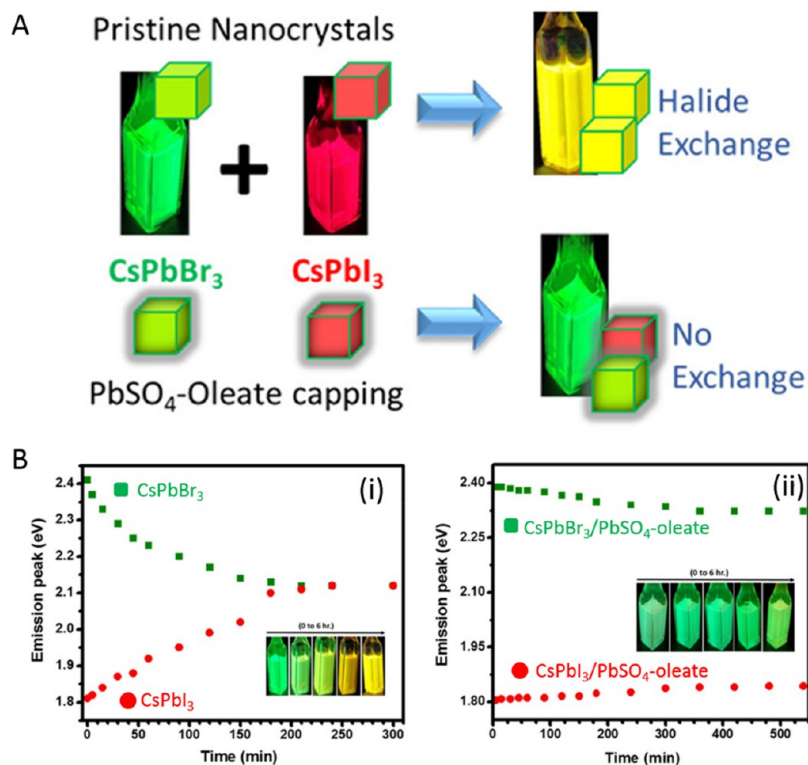 A
Pristine Nanocrystals
+
Halide
Exchange
CsPbBr₃
CsPbI₃
No
Exchange
PbSO₄-Oleate capping
B
(i)
CsPbBr₃
CsPbI₃
(0 to 6 hr.)
Emission peak (eV)
2.4
2.3
2.2
2.1
2.0
1.9
1.8
0 50 100 150 200 250 300
Time (min)
(ii)
CsPbBr₃/PbSO₄-oleate
(0 to 6 hr.)
CsPbI₃/PbSO₄-oleate
Emission peak (eV)
2.40
2.25
2.10
1.95
1.80
0 100 200 300 400 500
Time (min)